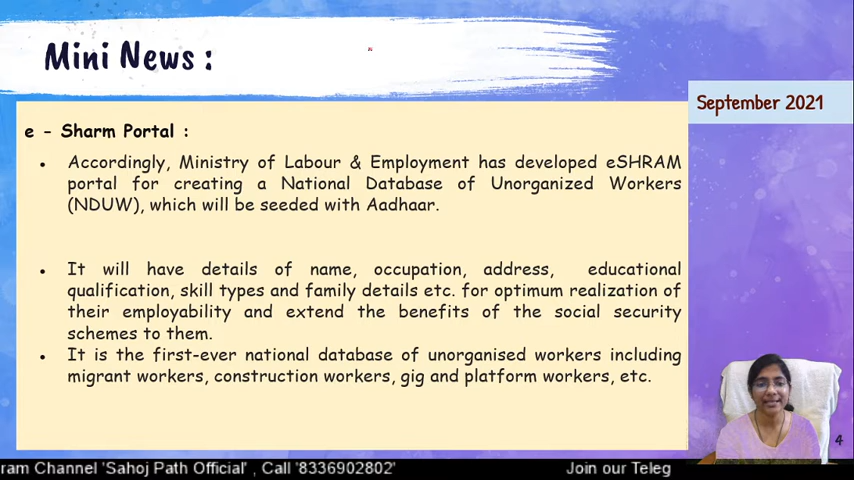 Mini News :
September 2021
e - Sharm Portal :
• Accordingly, Ministry of Labour & Employment has developed eSHRAM
portal for creating a National Database of Unorganized Workers
(NDUW), which will be seeded with Aadhaar.
• It will have details of name, occupation, address, educational
qualification, skill types and family details etc. for optimum realization of
their employability and extend the benefits of the social security
schemes to them.
• It is the first-ever national database of unorganised workers including
migrant workers, construction workers, gig and platform workers, etc.
4
ram Channel 'Sahoj Path Official' , Call '8336902802' Join our Teleg